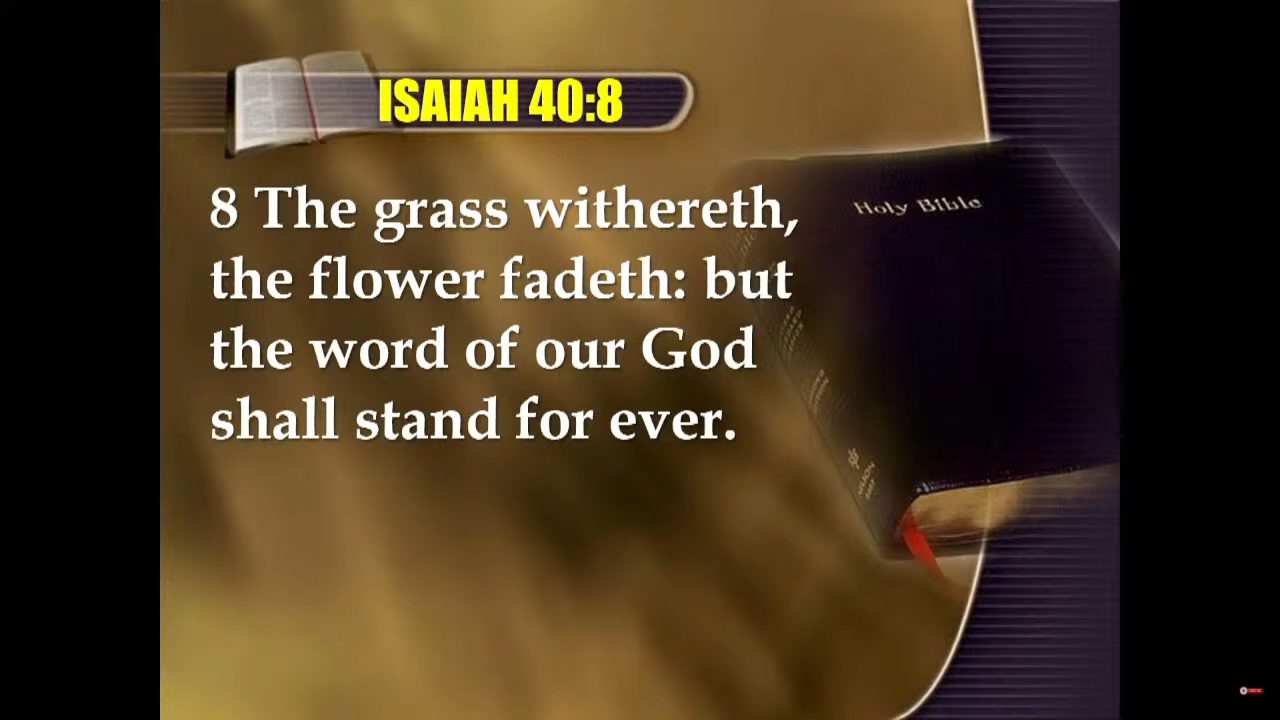 ISAIAH 40:8
Holy Bible
8 The grass withereth,
the flower fadeth: but
the word of our God
shall stand for ever.